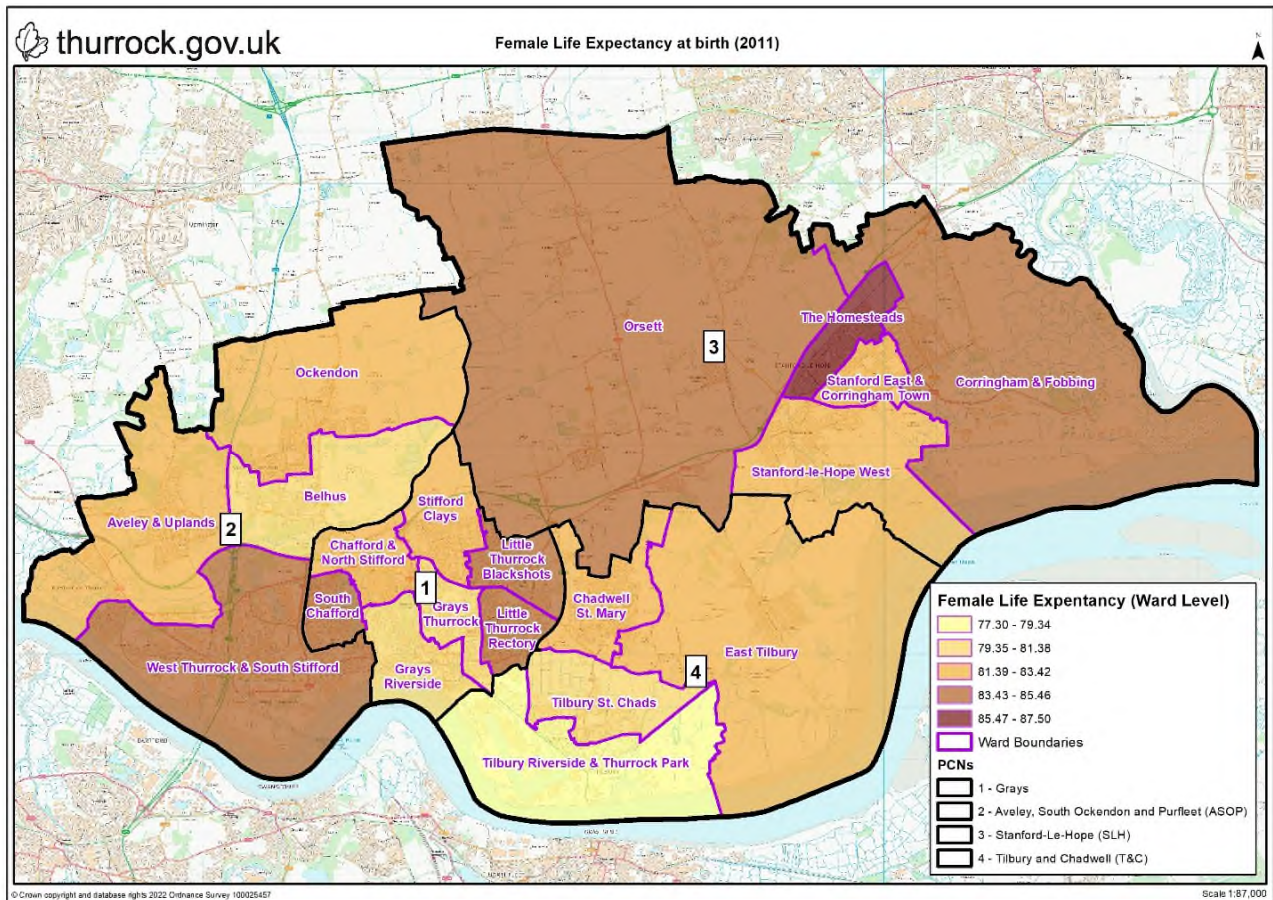 thurrock.gov.uk
Female Life Expectancy at birth (2011)
N
Orsett
3
The Homesteads
Ockendon
Stanford East &
Corringham Town
Corringham & Fobbing
Stanford-le-Hope West
Belhus
Stifford
Clays
Aveley & Uplands
2
Chafford &
North Stifford
Little
Thurrock
Blackshots
1
South
Chafford
Grays
Thurrock
Little
Thurrock
Rectory
Chadwell
St. Mary
West Thurrock & South Stifford
Grays
Riverside
East Tilbury
4
Tilbury St. Chads
Tilbury Riverside & Thurrock Park
Female Life Expentancy (Ward Level)
77.30 - 79.34
79.35 - 81.38
81.39 - 83.42
83.43 - 85.46
85.47 - 87.50
Ward Boundaries
PCNs
1 - Grays
2 - Aveley, South Ockendon and Purfleet (ASOP)
3 - Stanford-Le-Hope (SLH)
4 - Tilbury and Chadwell (T&C)
© Crown copyright and database rights 2022 Ordnance Survey 100025457
Scale 1:87,000